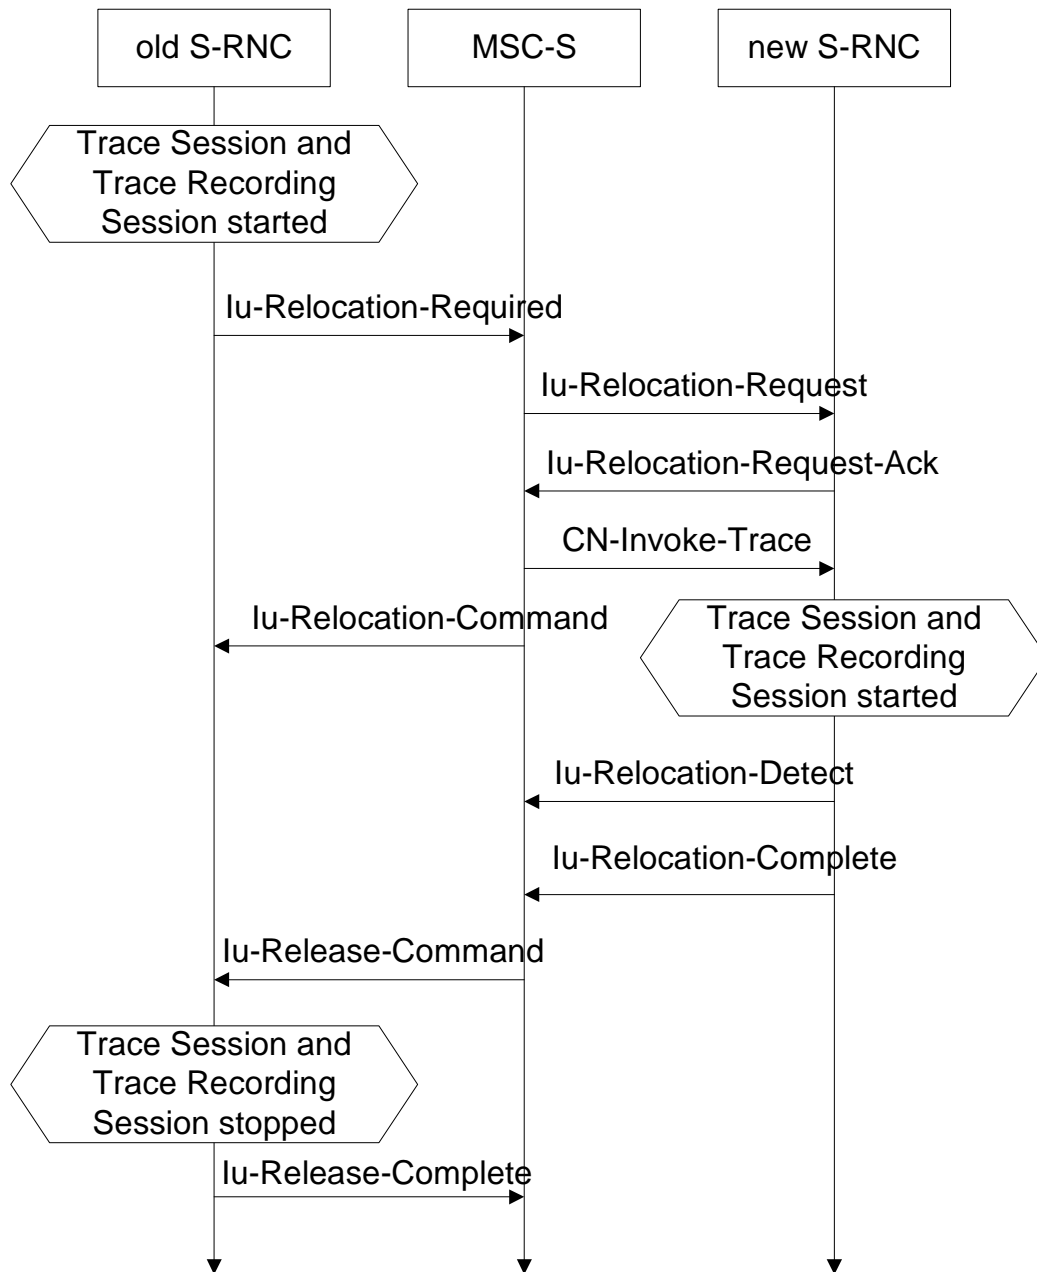 old S-RNC
MSC-S
new S-RNC
Trace Session and
Trace Recording
Session started
Iu-Relocation-Required
Iu-Relocation-Request
Iu-Relocation-Request-Ack
CN-Invoke-Trace
Iu-Relocation-Command
Trace Session and
Trace Recording
Session started
Iu-Relocation-Detect
Iu-Relocation-Complete
Iu-Release-Command
Trace Session and
Trace Recording
Session stopped
Iu-Release-Complete